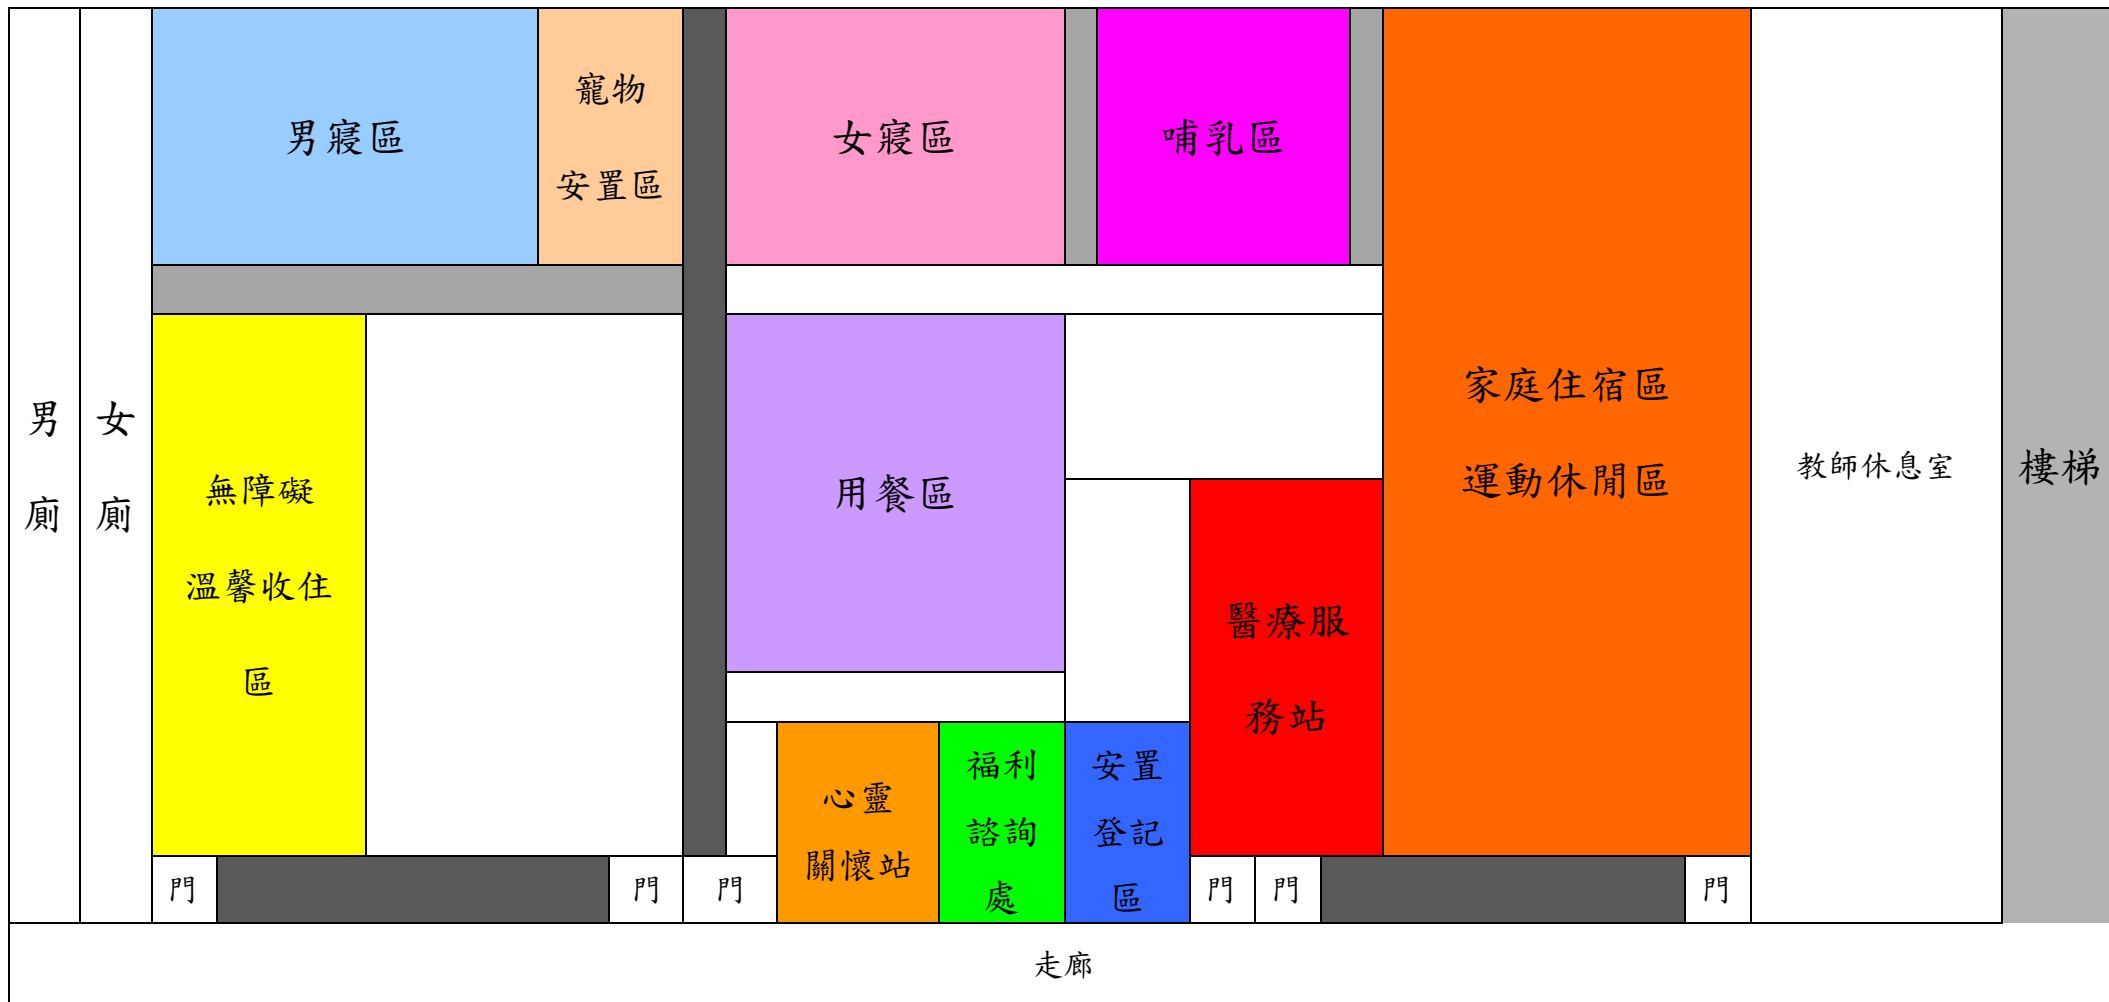 男寢區
寵物
安置區
女寢區
哺乳區
男
廁
女
廁
無障礙
溫馨收住
區
用餐區
醫療服
務站
家庭住宿區
運動休閒區
教師休息室
樓梯
心靈
關懷站
福利
諮詢
處
安置
登記
區
門
門
門
門
門
門
走廊